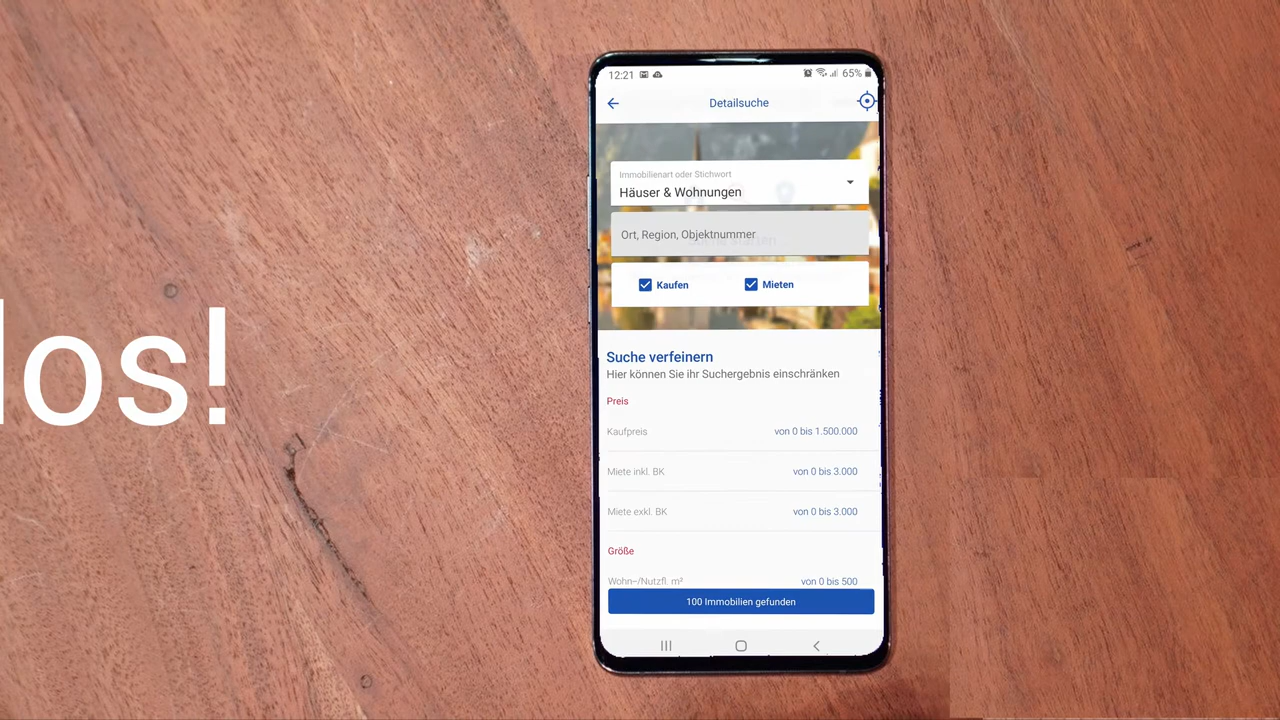 los!
12:21
65%
Detailsuche
Immobilienart oder Stichwort
Häuser & Wohnungen
Ort, Region, Objektnummer
Kaufen
Mieten
Suche verfeinern
Hier können Sie ihr Suchergebnis einschränken
Preis
Kaufpreis von 0 bis 1.500.000
Miete inkl. BK von 0 bis 3.000
Miete exkl. BK von 0 bis 3.000
Größe
Wohn-/Nutzfl. m² von 0 bis 500
100 Immobilien gefunden